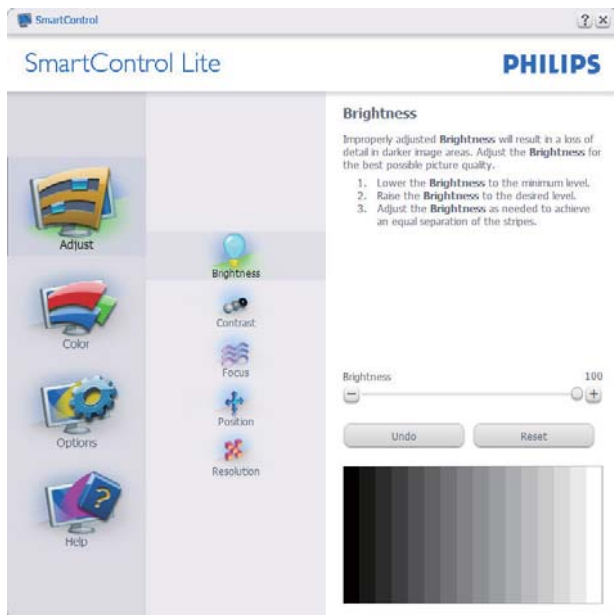 SmartControl
? x
SmartControl Lite
PHILIPS
Adjust
Color
Options
Help
?
Brightness
Contrast
Focus
Position
Resolution
Brightness
Improperly adjusted Brightness will result in a loss of
detail in darker image areas. Adjust the Brightness for
the best possible picture quality.
1. Lower the Brightness to the minimum level.
2. Raise the Brightness to the desired level.
3. Adjust the Brightness as needed to achieve
an equal separation of the stripes.
Brightness 100
− +
Undo Reset